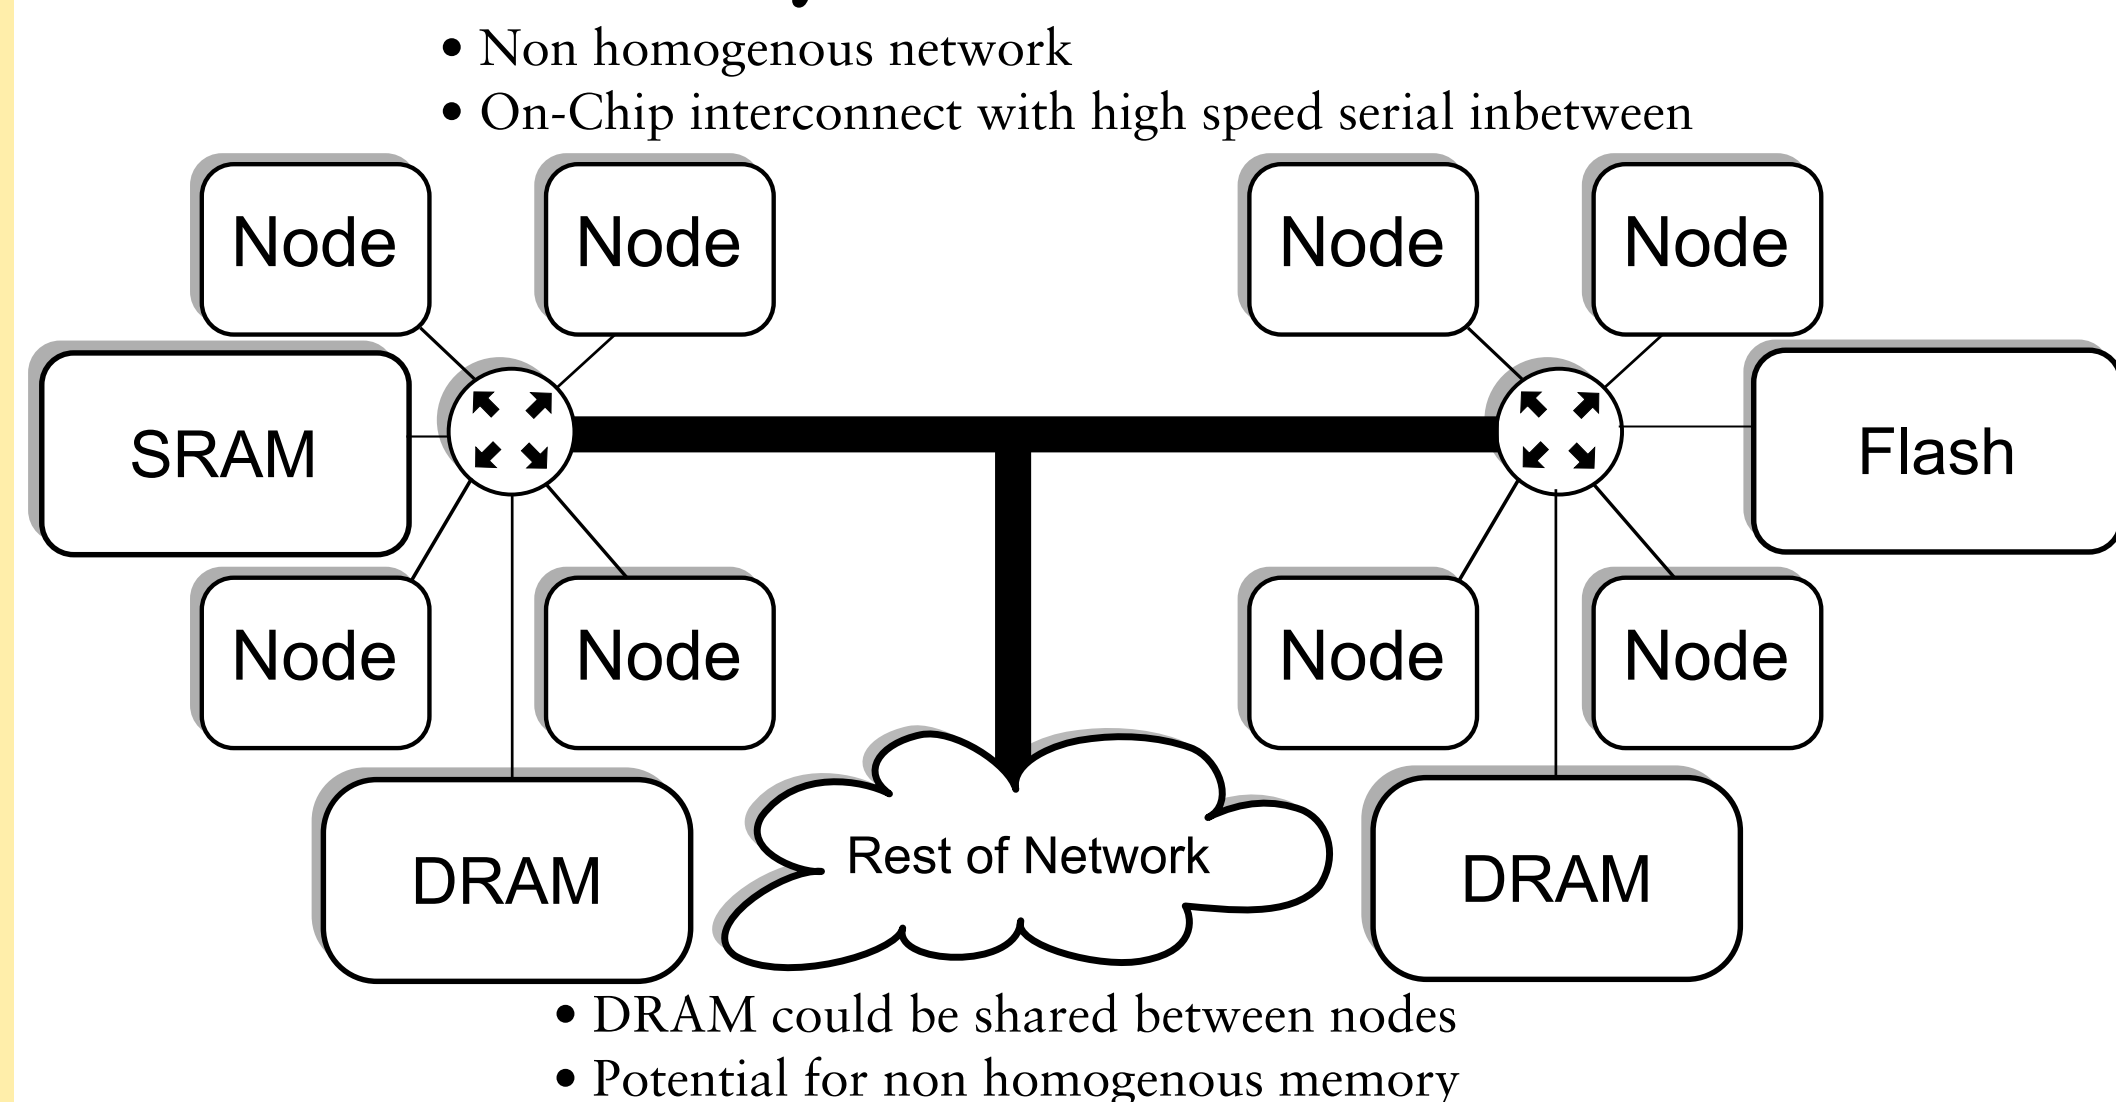 • Non homogenous network
• On-Chip interconnect with high speed serial inbetween
Node
Node
Node
Node
SRAM
Flash
Node
Node
Node
Node
DRAM
Rest of Network
DRAM
• DRAM could be shared between nodes
• Potential for non homogenous memory